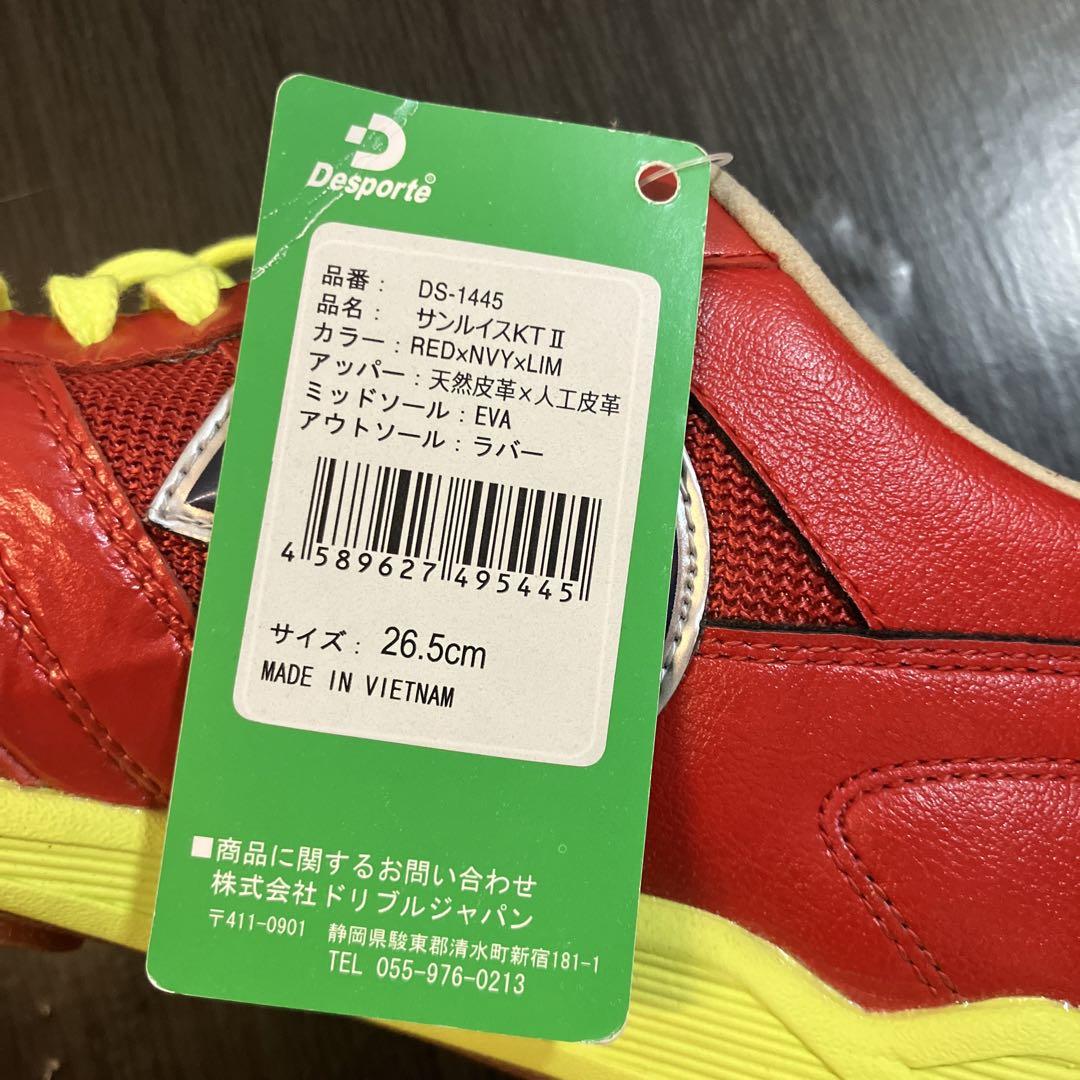 Desporte®
品番： DS-1445
品名： サンルイスKTⅡ
カラー：RED×NVY×LIM
アッパー：天然皮革×人工皮革
ミッドソール：EVA
アウトソール：ラバー
4 589627 495445
サイズ： 26.5cm
MADE IN VIETNAM
■商品に関するお問い合わせ
株式会社ドリブルジャパン
〒411-0901 静岡県駿東郡清水町新宿181-1
TEL 055-976-0213